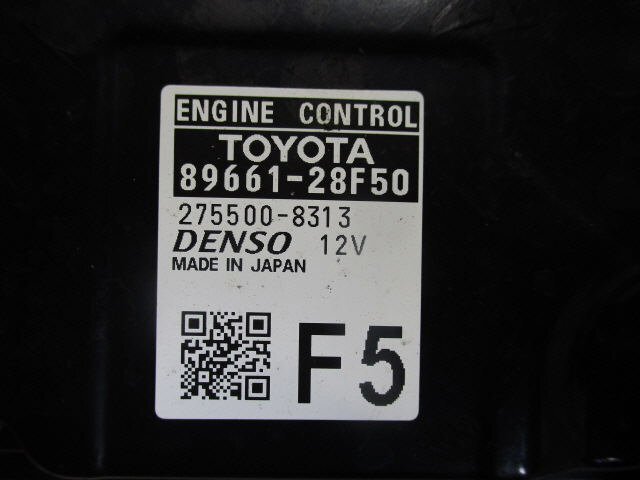 ENGINE CONTROL
TOYOTA
89661-28F50
275500-8313
DENSO 12V
MADE IN JAPAN
F5